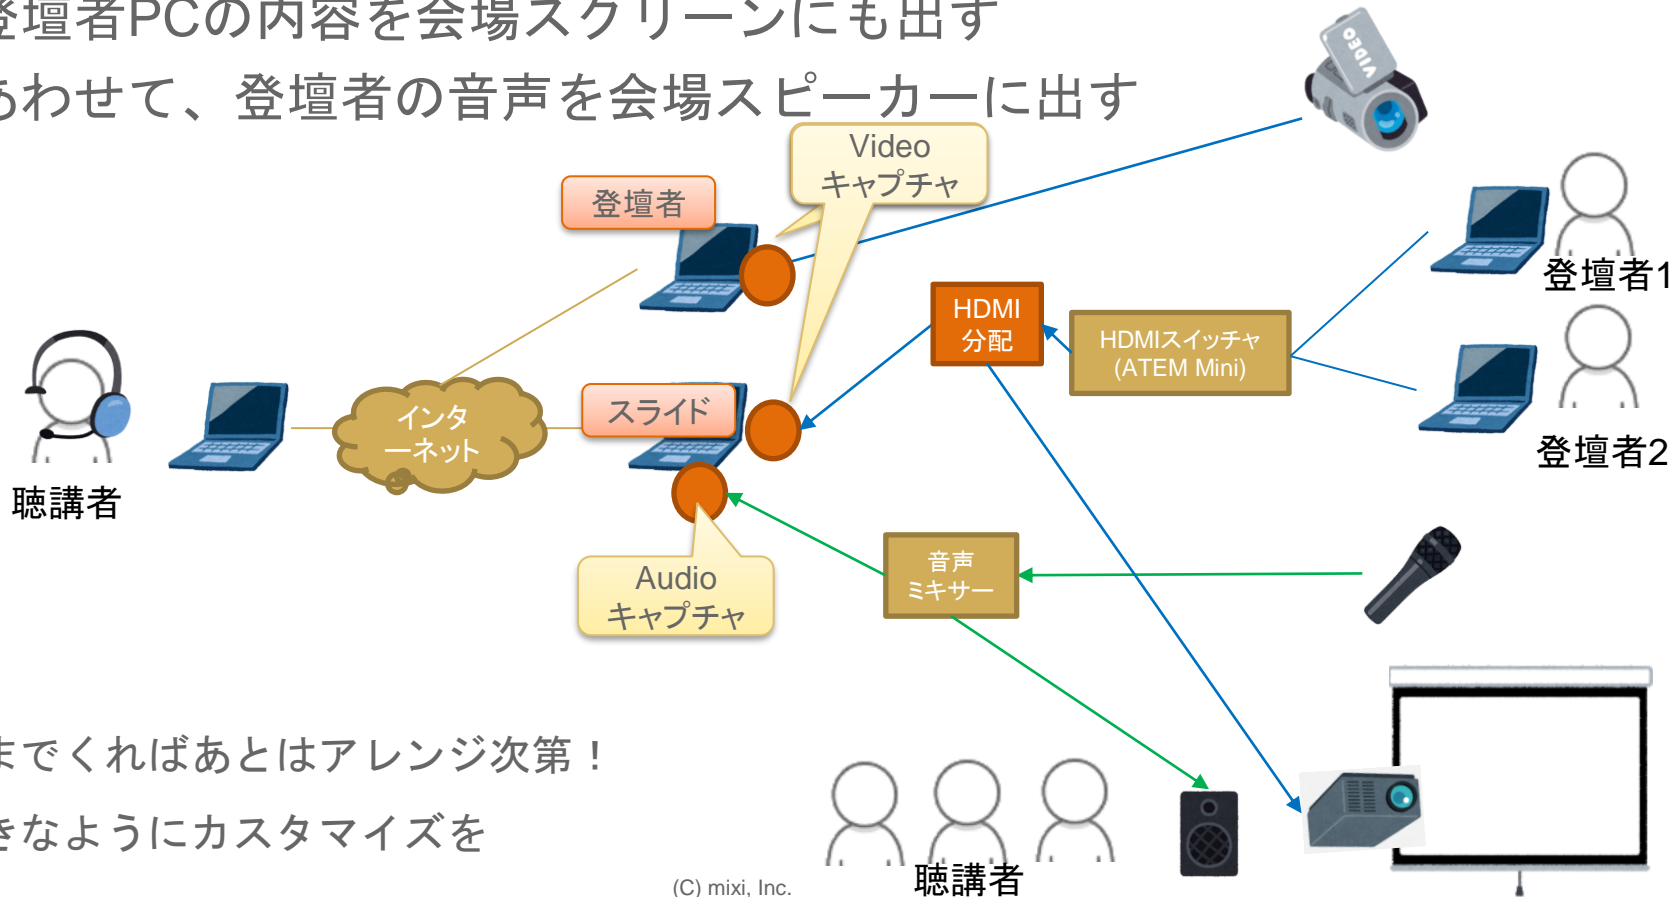 登壇者PCの内容を会場スクリーンにも出す
あわせて、登壇者の音声を会場スピーカーに出す
VIDEO
Video
キャプチャ
登壇者
登壇者1
HDMI
分配
HDMIスイッチャ
(ATEM Mini)
スライド
インタ
ーネット
登壇者2
聴講者
音声
ミキサー
Audio
キャプチャ
までくればあとはアレンジ次第！
きなようにカスタマイズを
聴講者
(C) mixi, Inc.